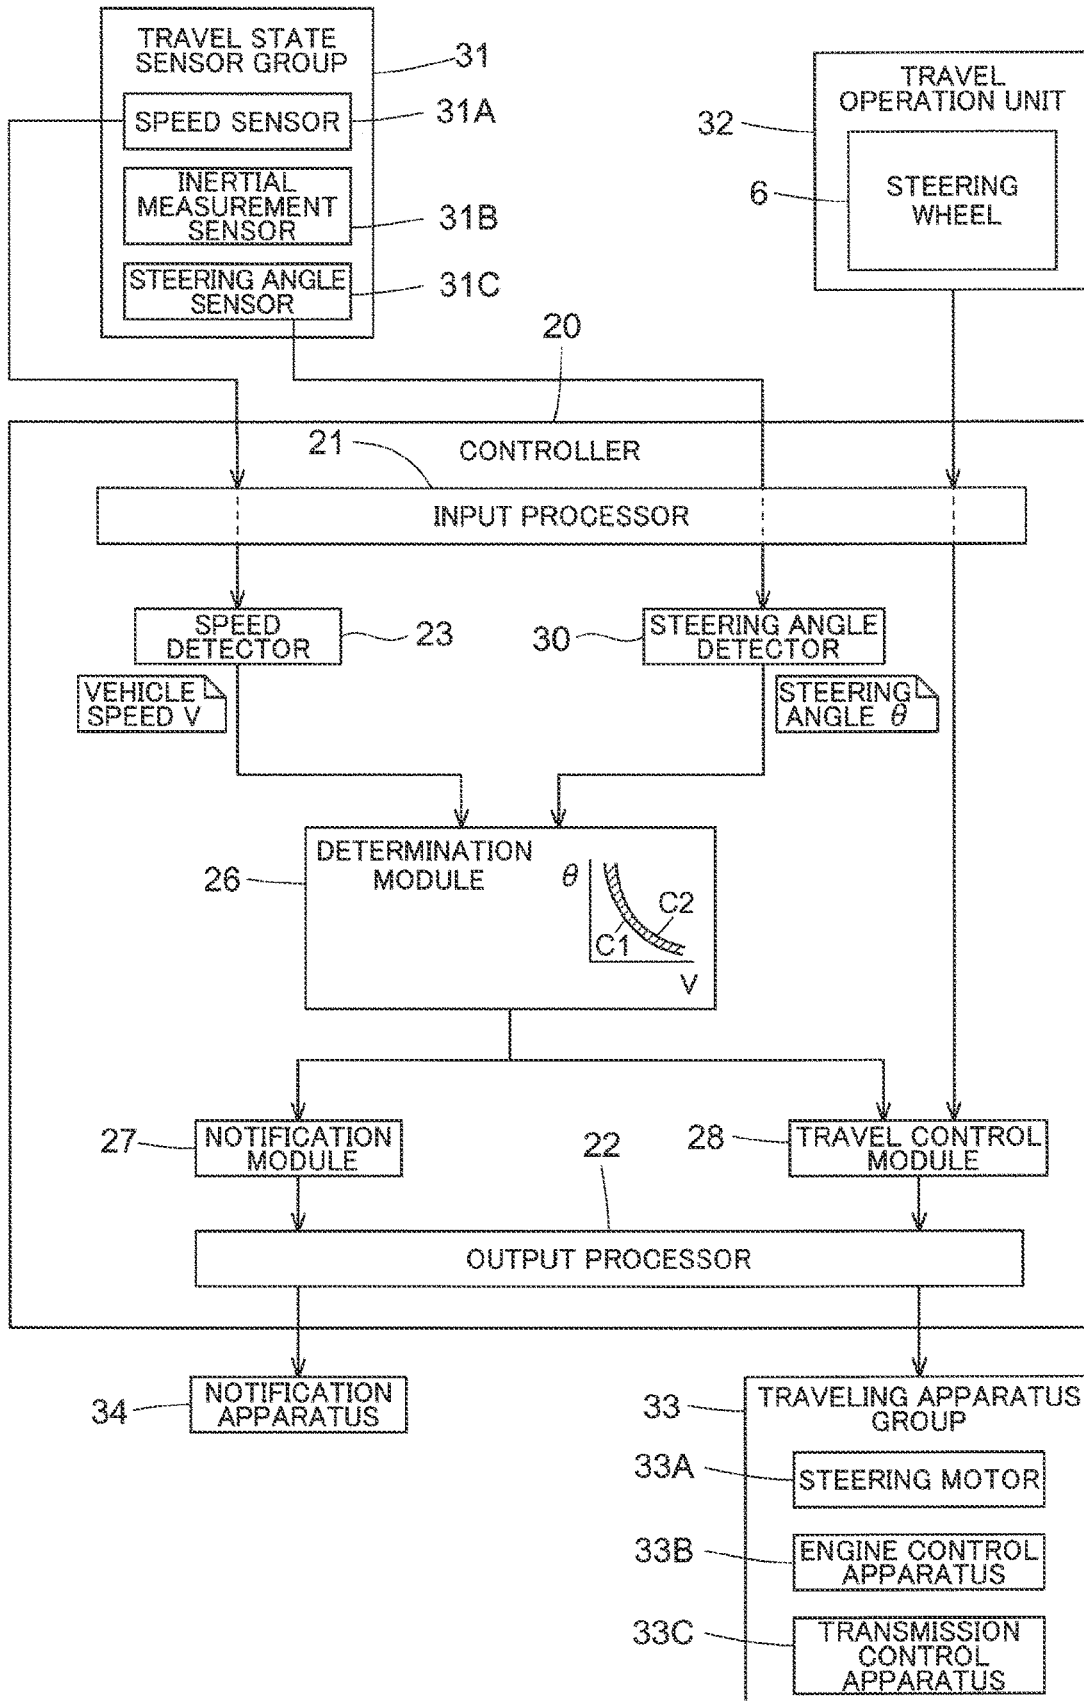 TRAVEL STATE
SENSOR GROUP
31
SPEED SENSOR
31A
INERTIAL
MEASUREMENT
SENSOR
31B
STEERING ANGLE
SENSOR
31C
TRAVEL
OPERATION UNIT
32
STEERING
WHEEL
6
20
CONTROLLER
21
INPUT PROCESSOR
SPEED
DETECTOR
23
30
STEERING ANGLE
DETECTOR
VEHICLE
SPEED V
STEERING
ANGLE θ
DETERMINATION
MODULE
26
θ
C2
C1
V
27
NOTIFICATION
MODULE
22
28
TRAVEL CONTROL
MODULE
OUTPUT PROCESSOR
34
NOTIFICATION
APPARATUS
33
TRAVELING APPARATUS
GROUP
33A
STEERING MOTOR
33B
ENGINE CONTROL
APPARATUS
33C
TRANSMISSION
CONTROL
APPARATUS